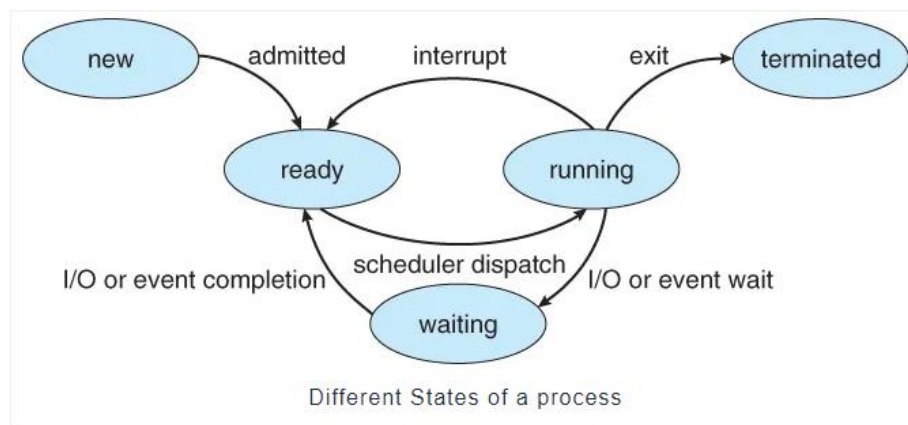 new
admitted
interrupt
exit
terminated
ready
running
scheduler dispatch
I/O or event completion
I/O or event wait
waiting
Different States of a process